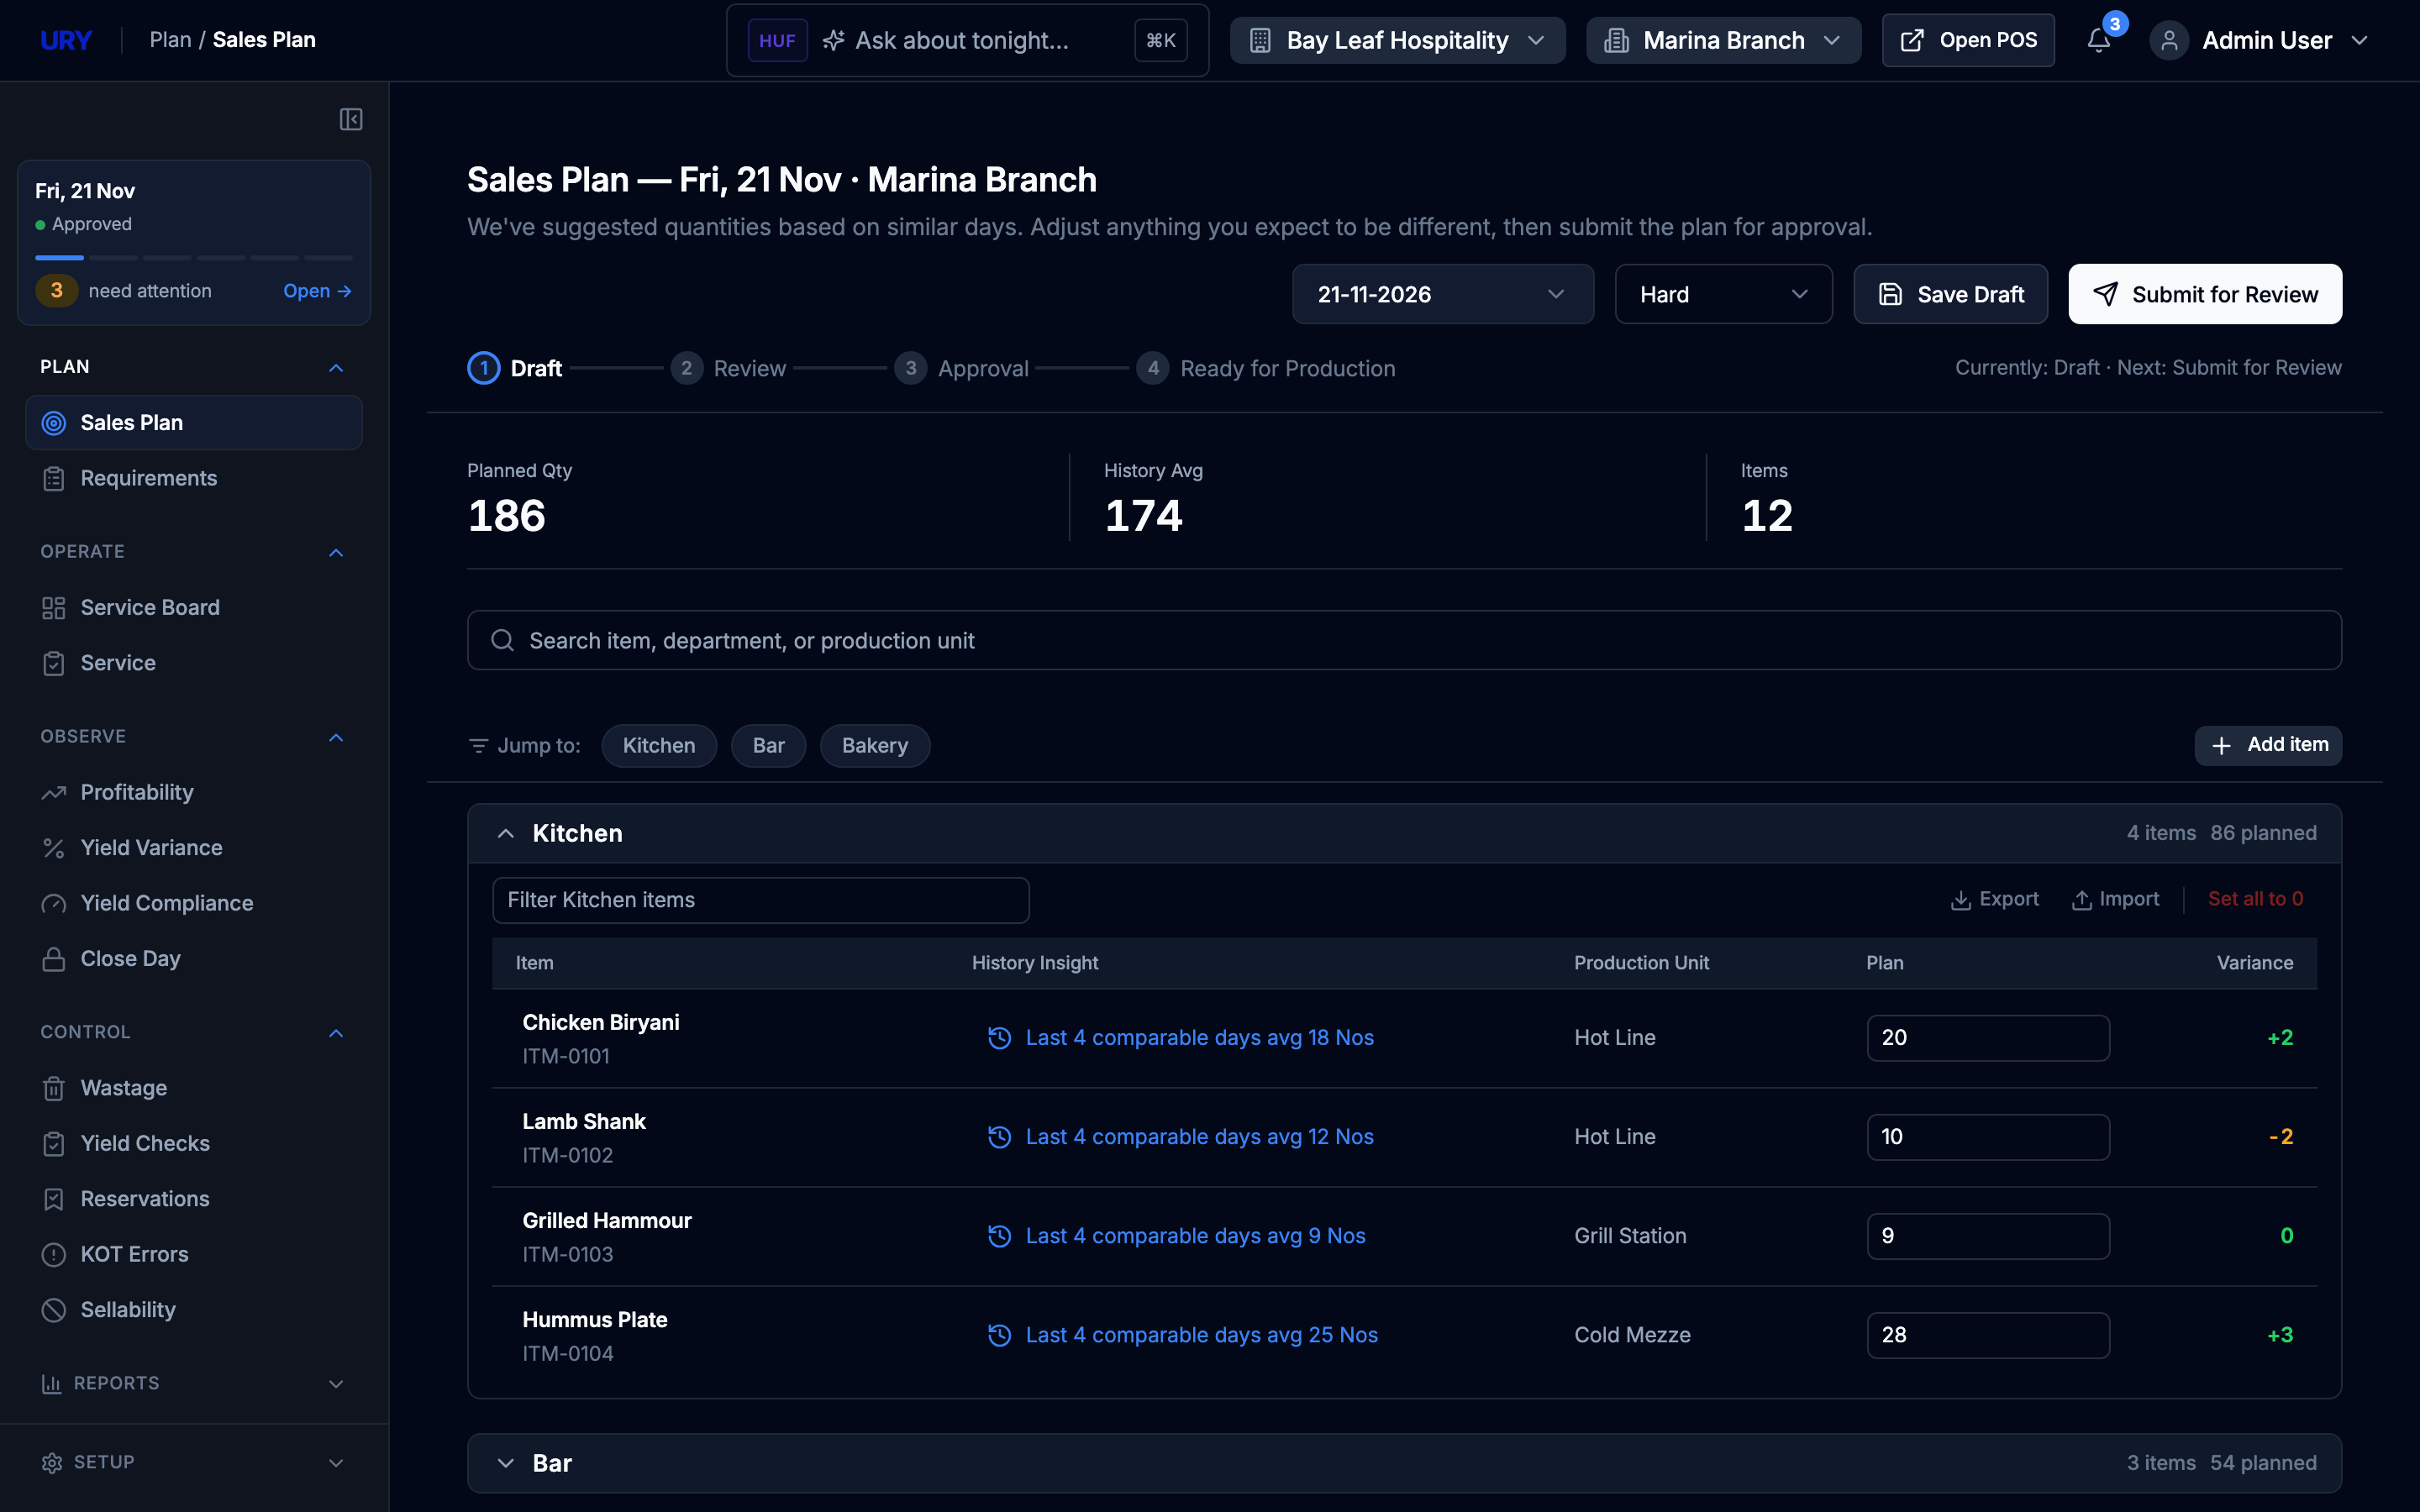 URY
Plan / Sales Plan
HUF
Ask about tonight...
⌘K
Bay Leaf Hospitality
Marina Branch
Open POS
3
Admin User
Fri, 21 Nov
Approved
3 need attention
Open →
PLAN
Sales Plan
Requirements
OPERATE
Service Board
Service
OBSERVE
Profitability
Yield Variance
Yield Compliance
Close Day
CONTROL
Wastage
Yield Checks
Reservations
KOT Errors
Sellability
REPORTS
SETUP
Sales Plan — Fri, 21 Nov · Marina Branch
We've suggested quantities based on similar days. Adjust anything you expect to be different, then submit the plan for approval.
21-11-2026
Hard
Save Draft
Submit for Review
1 Draft
2 Review
3 Approval
4 Ready for Production
Currently: Draft · Next: Submit for Review
Planned Qty
186
History Avg
174
Items
12
Search item, department, or production unit
Jump to:
Kitchen
Bar
Bakery
Add item
Kitchen
4 items 86 planned
Filter Kitchen items
Export
Import
Set all to 0
Item History Insight Production Unit Plan Variance
Chicken Biryani
ITM-0101
Last 4 comparable days avg 18 Nos
Hot Line
20
+2
Lamb Shank
ITM-0102
Last 4 comparable days avg 12 Nos
Hot Line
10
-2
Grilled Hammour
ITM-0103
Last 4 comparable days avg 9 Nos
Grill Station
9
0
Hummus Plate
ITM-0104
Last 4 comparable days avg 25 Nos
Cold Mezze
28
+3
Bar
3 items 54 planned